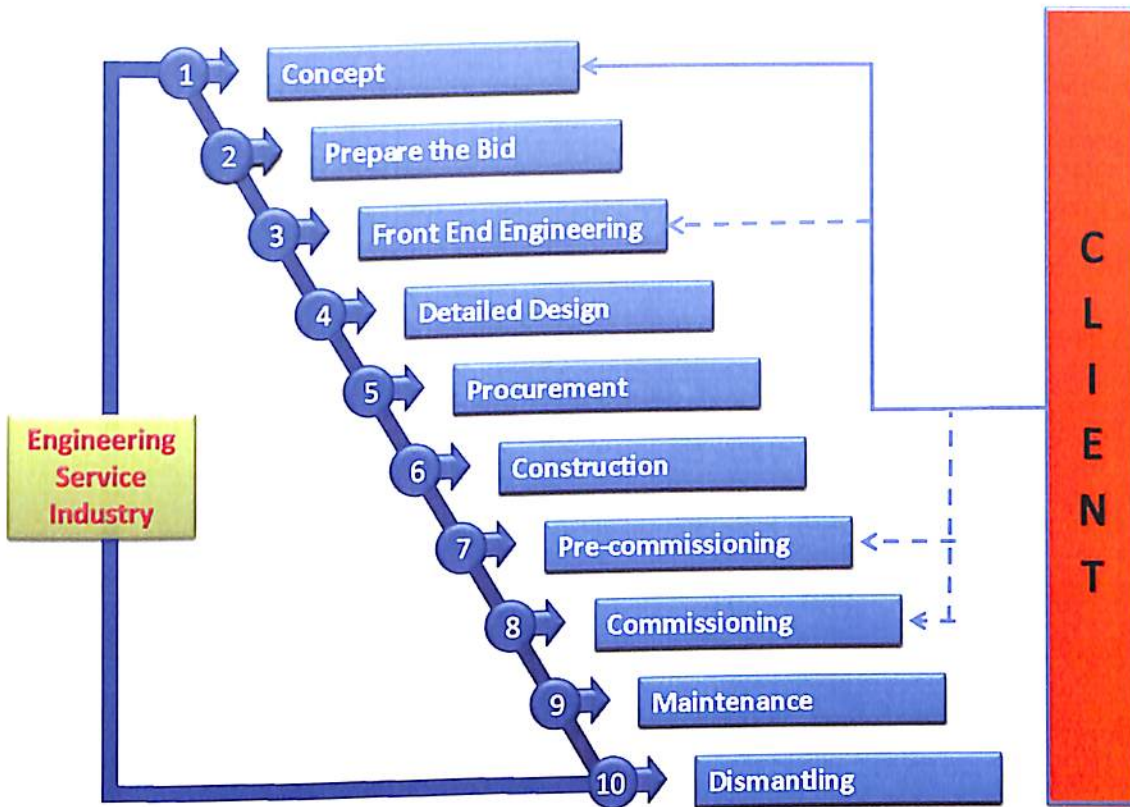 1
Concept
2
Prepare the Bid
3
Front End Engineering
4
Detailed Design
5
Procurement
Engineering
Service
Industry
6
Construction
7
Pre-commissioning
8
Commissioning
9
Maintenance
10
Dismantling
C
L
I
E
N
T